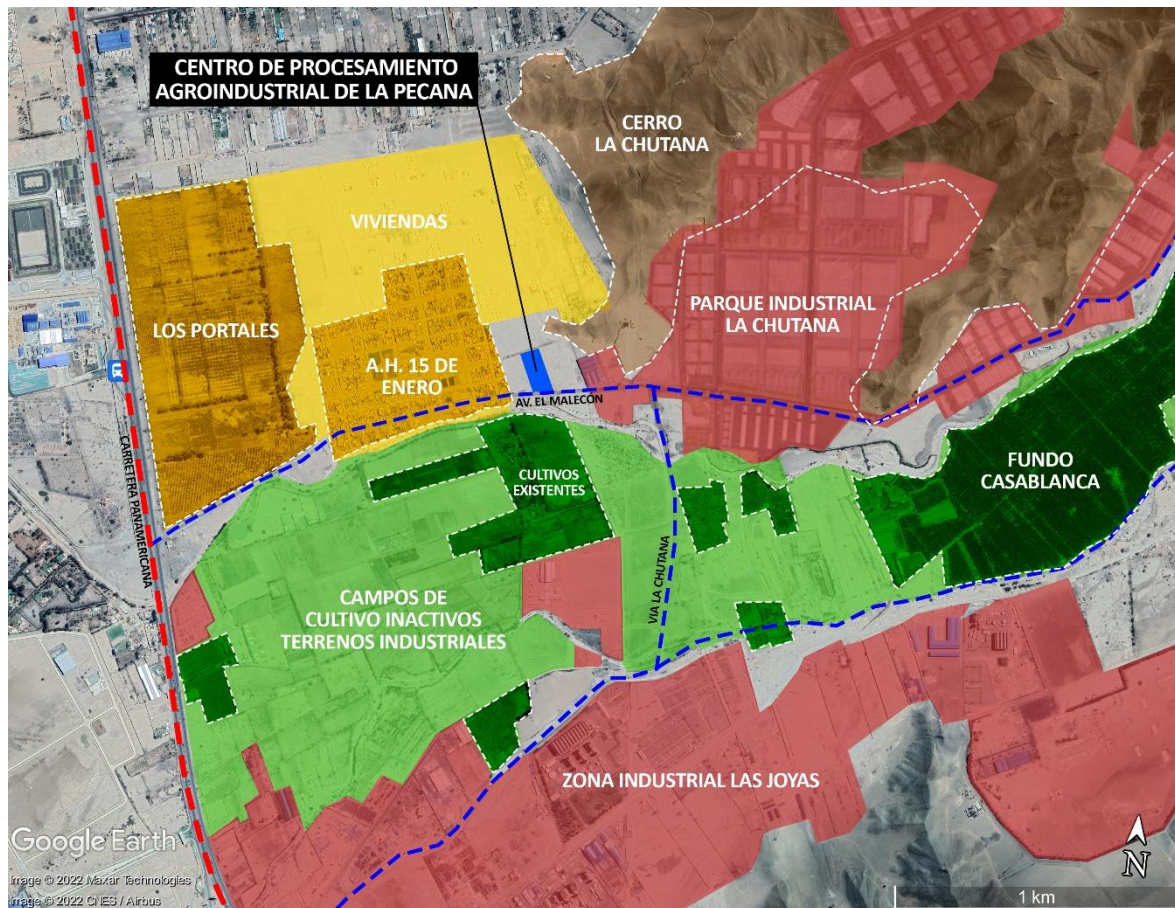 CENTRO DE PROCESAMIENTO
AGROINDUSTRIAL DE LA PECANA
CERRO
LA CHUTANA
VIVIENDAS
LOS PORTALES
PARQUE INDUSTRIAL
LA CHUTANA
A.H. 15 DE
ENERO
AV. EL MALECÓN
CARRETERA PANAMERICANA
CULTIVOS
EXISTENTES
FUNDO
CASABLANCA
VIA LA CHUTANA
CAMPOS DE
CULTIVO INACTIVOS
TERRENOS INDUSTRIALES
ZONA INDUSTRIAL LAS JOYAS
Google Earth
Image © 2022 Maxar Technologies
Image © 2022 CNES / Airbus
N
1 km